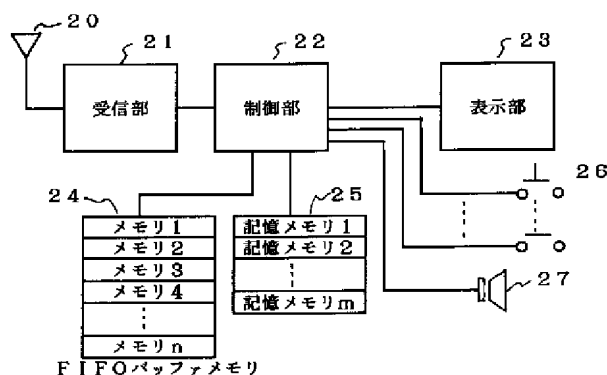 20
21
受信部
22
制御部
23
表示部
24
メモリ1
メモリ2
メモリ3
メモリ4
メモリn
FIFOバッファメモリ
25
記憶メモリ1
記憶メモリ2
記憶メモリm
26
27